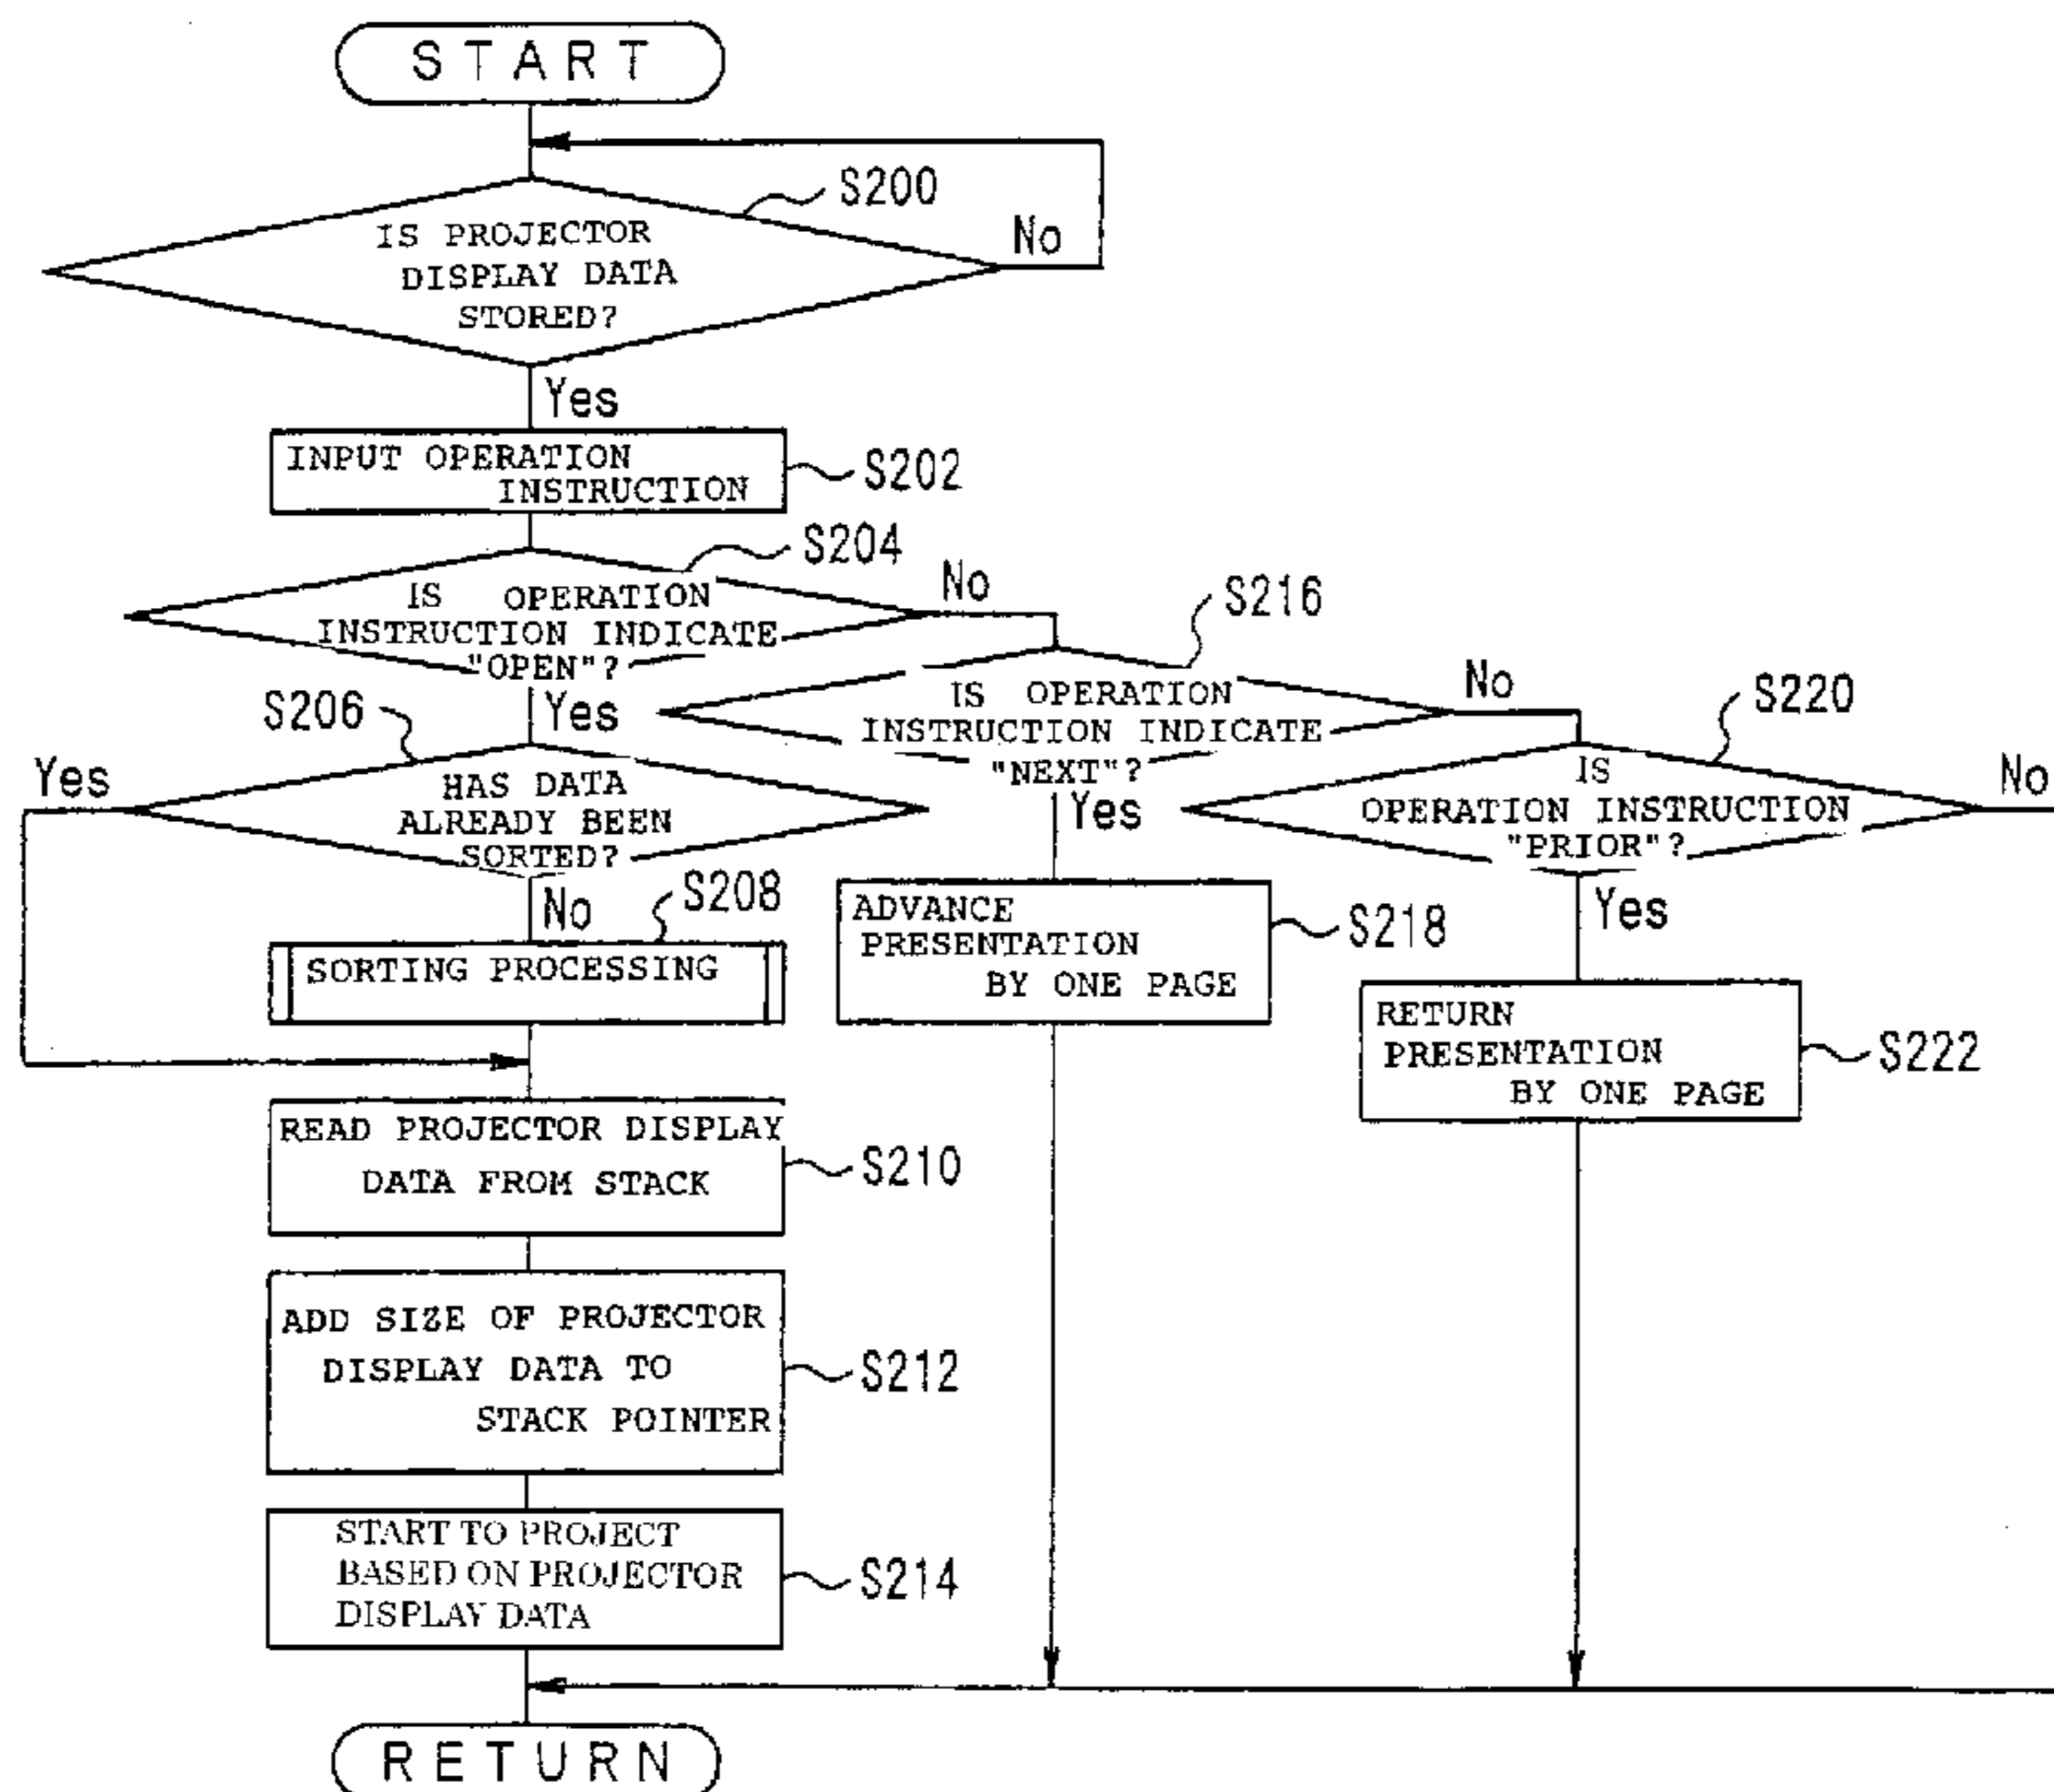 START
S200
IS PROJECTOR
DISPLAY DATA
STORED?
No
Yes
INPUT OPERATION
INSTRUCTION
S202
S204
IS OPERATION
INSTRUCTION INDICATE
"OPEN"?
No
Yes
S216
IS OPERATION
INSTRUCTION INDICATE
"NEXT"?
No
Yes
S220
IS
OPERATION INSTRUCTION
"PRIOR"?
No
Yes
S206
HAS DATA
ALREADY BEEN
SORTED?
Yes
No
S208
SORTING PROCESSING
ADVANCE
PRESENTATION
BY ONE PAGE
S218
RETURN
PRESENTATION
BY ONE PAGE
S222
READ PROJECTOR DISPLAY
DATA FROM STACK
S210
ADD SIZE OF PROJECTOR
DISPLAY DATA TO
STACK POINTER
S212
START TO PROJECT
BASED ON PROJECTOR
DISPLAY DATA
S214
RETURN